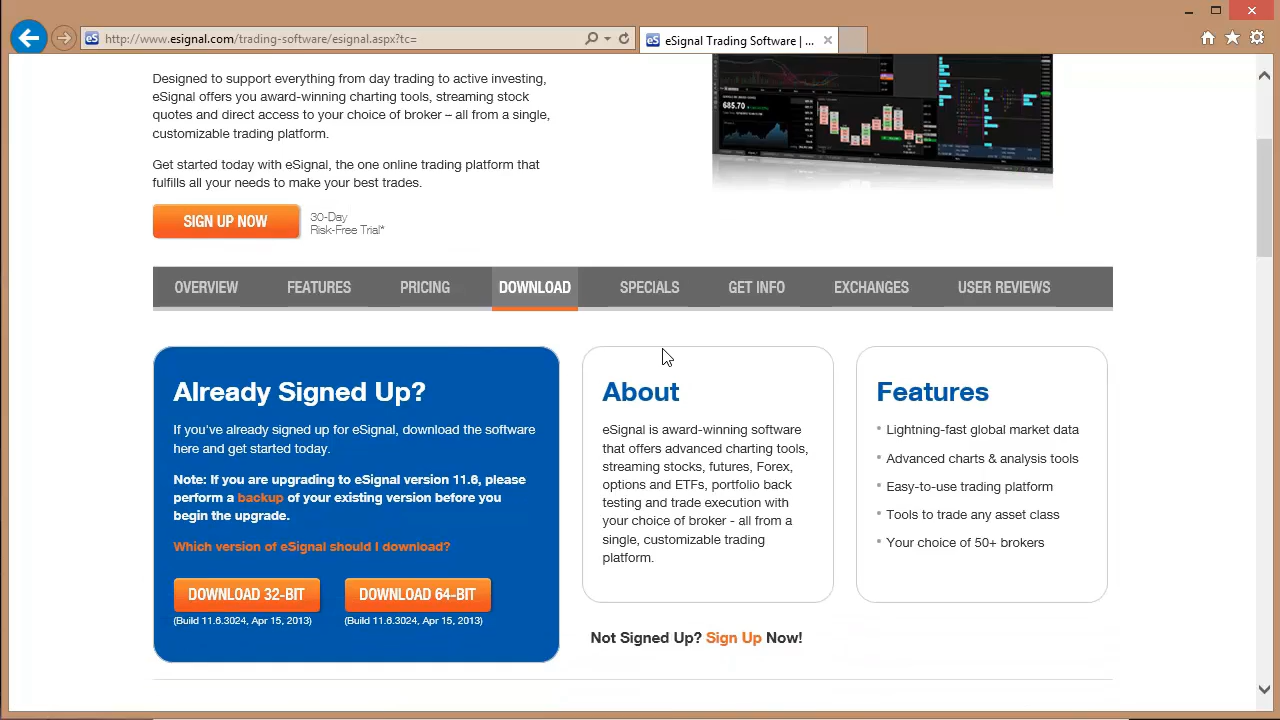 http://www.esignal.com/trading-software/esignal.aspx?tc=
eSignal Trading Software | ...
Designed to support everything from day trading to active investing,
eSignal offers you award-winning charting tools, streaming stock
quotes and direct access to your choice of broker – all from a single,
customizable trading platform.
Get started today with eSignal, the one online trading platform that
fulfills all your needs to make your best trades.
SIGN UP NOW
30-Day
Risk-Free Trial*
685.70
OVERVIEW FEATURES PRICING DOWNLOAD SPECIALS GET INFO EXCHANGES USER REVIEWS
Already Signed Up?
If you've already signed up for eSignal, download the software
here and get started today.
Note: If you are upgrading to eSignal version 11.6, please
perform a backup of your existing version before you
begin the upgrade.
Which version of eSignal should I download?
DOWNLOAD 32-BIT DOWNLOAD 64-BIT
(Build 11.6.3024, Apr 15, 2013) (Build 11.6.3024, Apr 15, 2013)
About
eSignal is award-winning software
that offers advanced charting tools,
streaming stocks, futures, Forex,
options and ETFs, portfolio back
testing and trade execution with
your choice of broker - all from a
single, customizable trading
platform.
Features
• Lightning-fast global market data
• Advanced charts & analysis tools
• Easy-to-use trading platform
• Tools to trade any asset class
• Your choice of 50+ brokers
Not Signed Up? Sign Up Now!